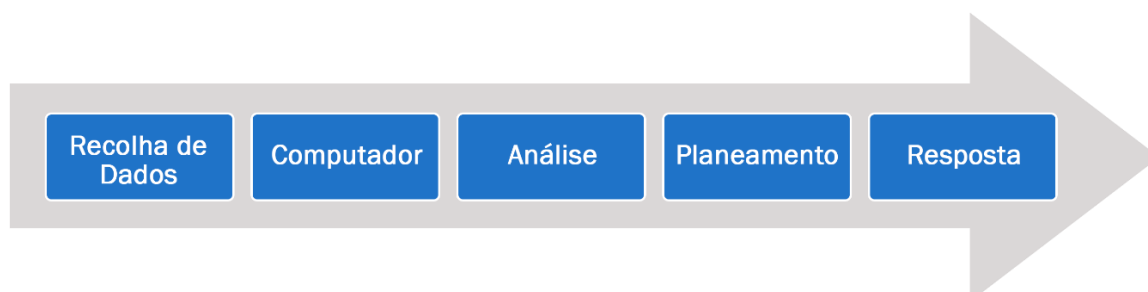 Recolha de
Dados
Computador
Análise
Planeamento
Resposta